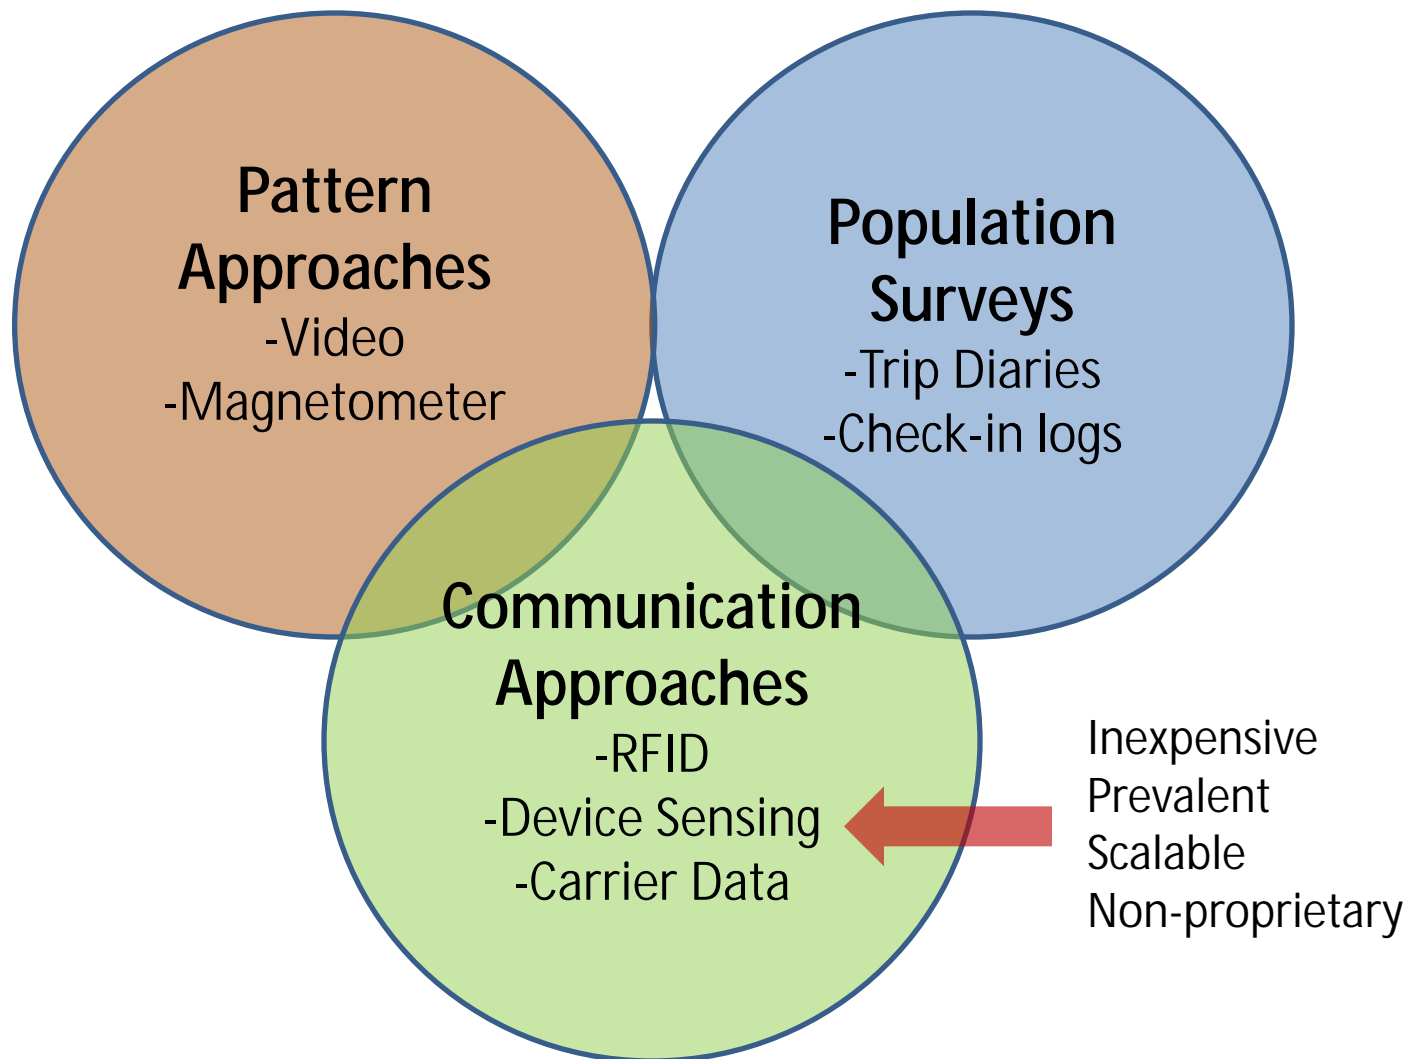 Pattern
Approaches
-Video
-Magnetometer
Population
Surveys
-Trip Diaries
-Check-in logs
Communication
Approaches
-RFID
-Device Sensing
-Carrier Data
Inexpensive
Prevalent
Scalable
Non-proprietary